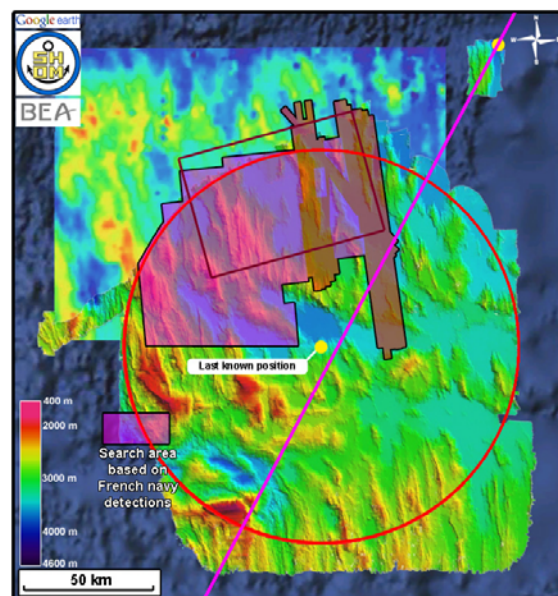 Google earth
SH
OM
BEA
Last known position
400 m
2000 m
3000 m
4000 m
4600 m
Search area
based on
French navy
detections
50 km